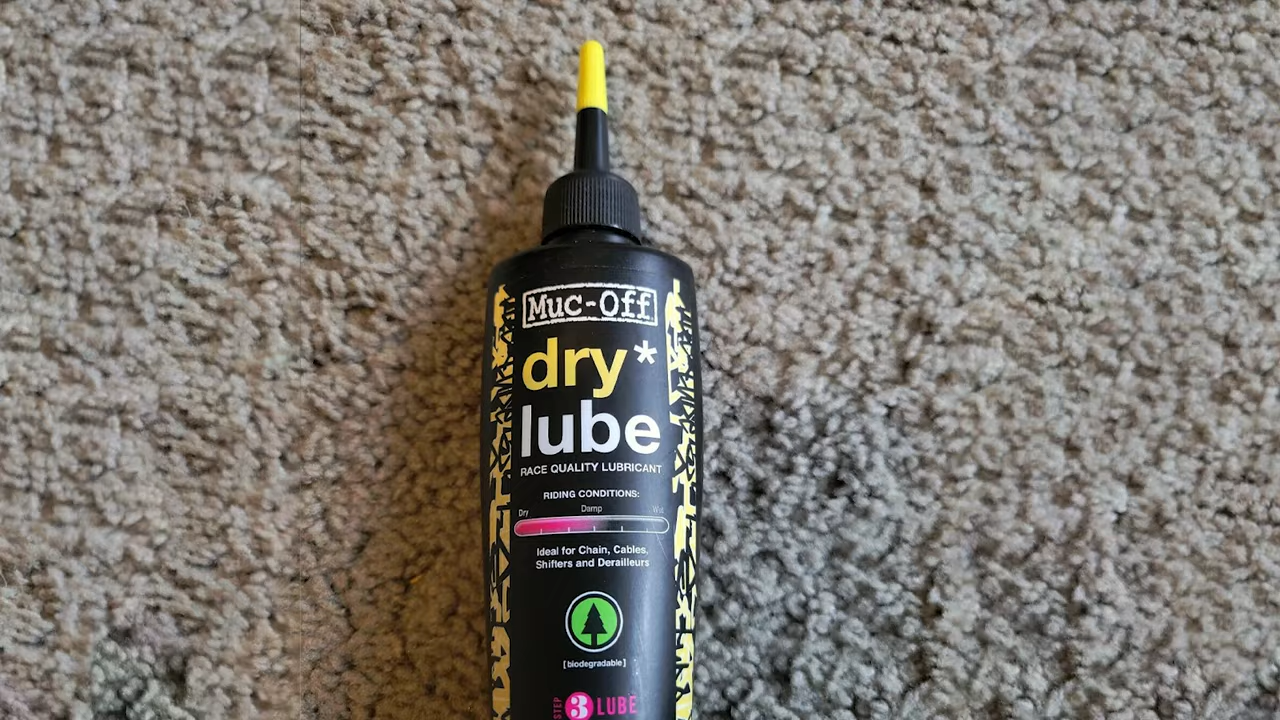 Muc-Off
dry*
lube
RACE QUALITY LUBRICANT
RIDING CONDITIONS:
Dry Damp Wet
Ideal for Chain, Cables,
Shifters and Derailleurs
[biodegradable]
STEP 3 LUBE